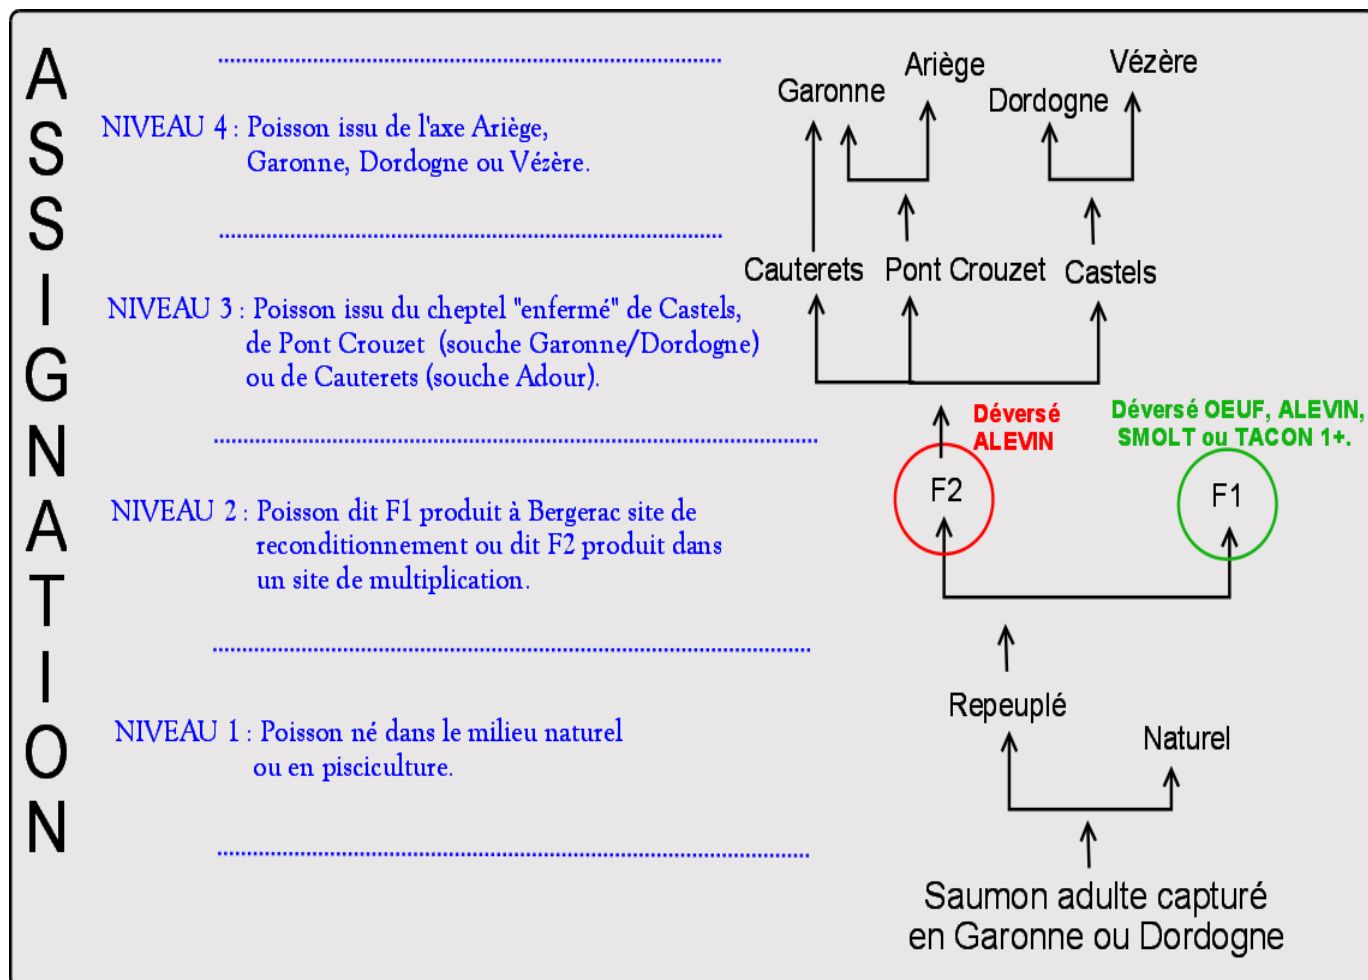 ASSIGNATION
Garonne
Ariège
Dordogne
Vézère
NIVEAU 4 : Poisson issu de l'axe Ariège,
Garonne, Dordogne ou Vézère.
Cauterets
Pont Crouzet
Castels
NIVEAU 3 : Poisson issu du cheptel "enfermé" de Castels,
de Pont Crouzet (souche Garonne/Dordogne)
ou de Cauterets (souche Adour).
Déversé
ALEVIN
Déversé OEUF, ALEVIN,
SMOLT ou TACON 1+.
F2
F1
NIVEAU 2 : Poisson dit F1 produit à Bergerac site de
reconditionnement ou dit F2 produit dans
un site de multiplication.
Repeuplé
Naturel
NIVEAU 1 : Poisson né dans le milieu naturel
ou en pisciculture.
Saumon adulte capturé
en Garonne ou Dordogne